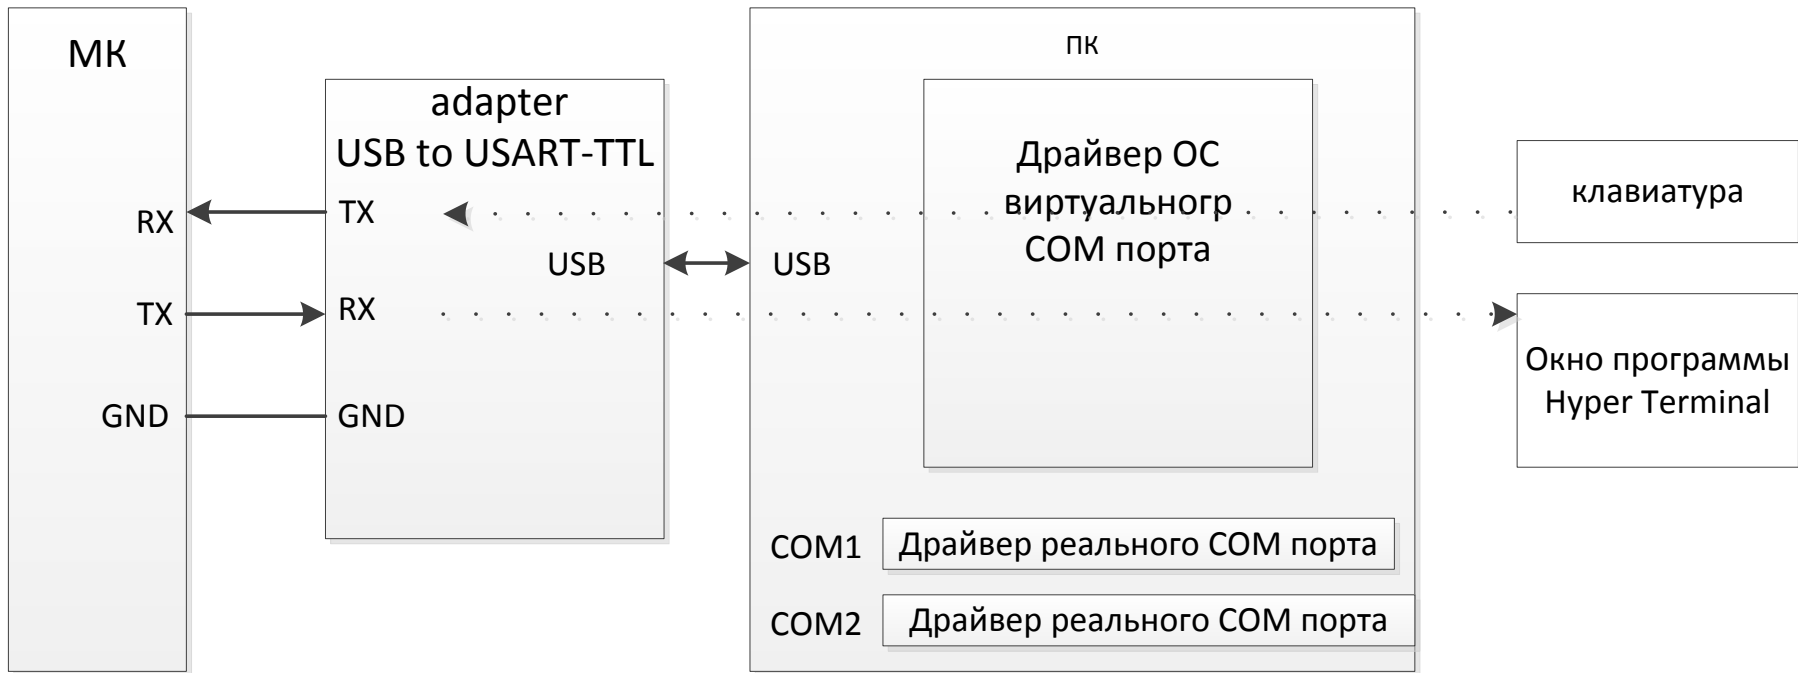 МК
RX
TX
GND
adapter
USB to USART-TTL
TX
USB
RX
GND
ПК
USB
Драйвер ОС
виртуальногр
COM порта
COM1
Драйвер реального COM порта
COM2
Драйвер реального COM порта
клавиатура
Окно программы
Hyper Terminal